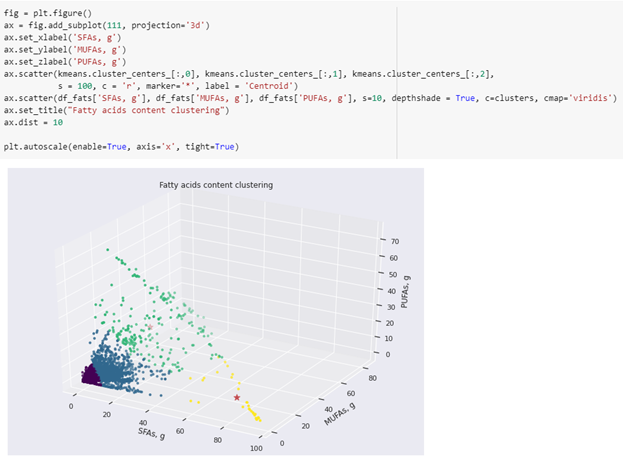 fig = plt.figure()
ax = fig.add_subplot(111, projection='3d')
ax.set_xlabel('SFAs, g')
ax.set_ylabel('MUFAs, g')
ax.set_zlabel('PUFAs, g')
ax.scatter(kmeans.cluster_centers_[:,0], kmeans.cluster_centers_[:,1], kmeans.cluster_centers_[:,2],
s = 100, c = 'r', marker='*', label = 'Centroid')
ax.scatter(df_fats['SFAs, g'], df_fats['MUFAs, g'], df_fats['PUFAs, g'], s=10, depthshade = True, c=clusters, cmap='viridis')
ax.set_title("Fatty acids content clustering")
ax.dist = 10
plt.autoscale(enable=True, axis='x', tight=True)
Fatty acids content clustering
70
60
50
40
30
20
10
0
PUFAs, g
80
60
40
20
0
MUFAs, g
0
20
40
60
80
100
SFAs, g